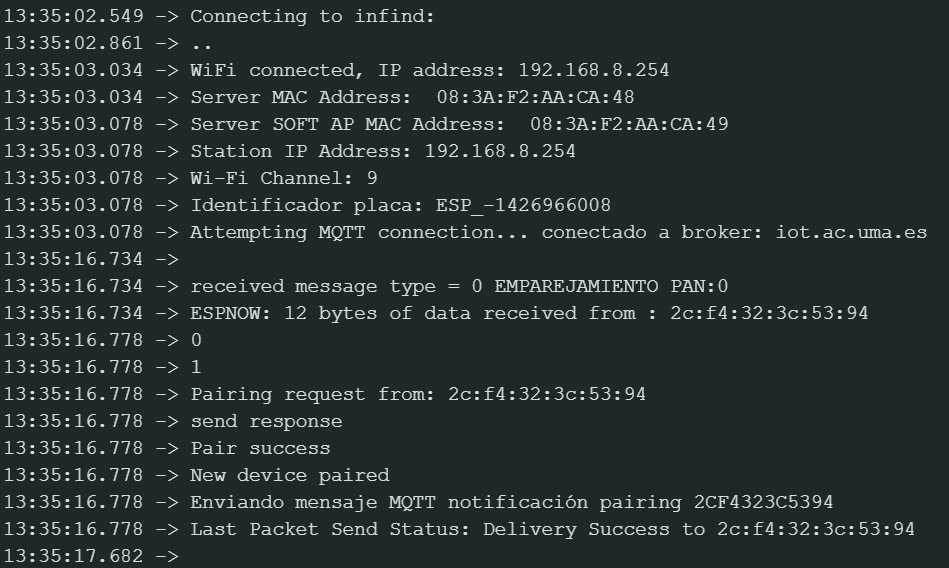 13:35:02.549 -> Connecting to infind:
13:35:02.861 -> ..
13:35:03.034 -> WiFi connected, IP address: 192.168.8.254
13:35:03.034 -> Server MAC Address:  08:3A:F2:AA:CA:48
13:35:03.078 -> Server SOFT AP MAC Address:  08:3A:F2:AA:CA:49
13:35:03.078 -> Station IP Address: 192.168.8.254
13:35:03.078 -> Wi-Fi Channel: 9
13:35:03.078 -> Identificador placa: ESP_-1426966008
13:35:03.078 -> Attempting MQTT connection... conectado a broker: iot.ac.uma.es
13:35:16.734 ->
13:35:16.734 -> received message type = 0 EMPAREJAMIENTO PAN:0
13:35:16.734 -> ESPNOW: 12 bytes of data received from : 2c:f4:32:3c:53:94
13:35:16.778 -> 0
13:35:16.778 -> 1
13:35:16.778 -> Pairing request from: 2c:f4:32:3c:53:94
13:35:16.778 -> send response
13:35:16.778 -> Pair success
13:35:16.778 -> New device paired
13:35:16.778 -> Enviando mensaje MQTT notificación pairing 2CF4323C5394
13:35:16.778 -> Last Packet Send Status: Delivery Success to 2c:f4:32:3c:53:94
13:35:17.682 ->